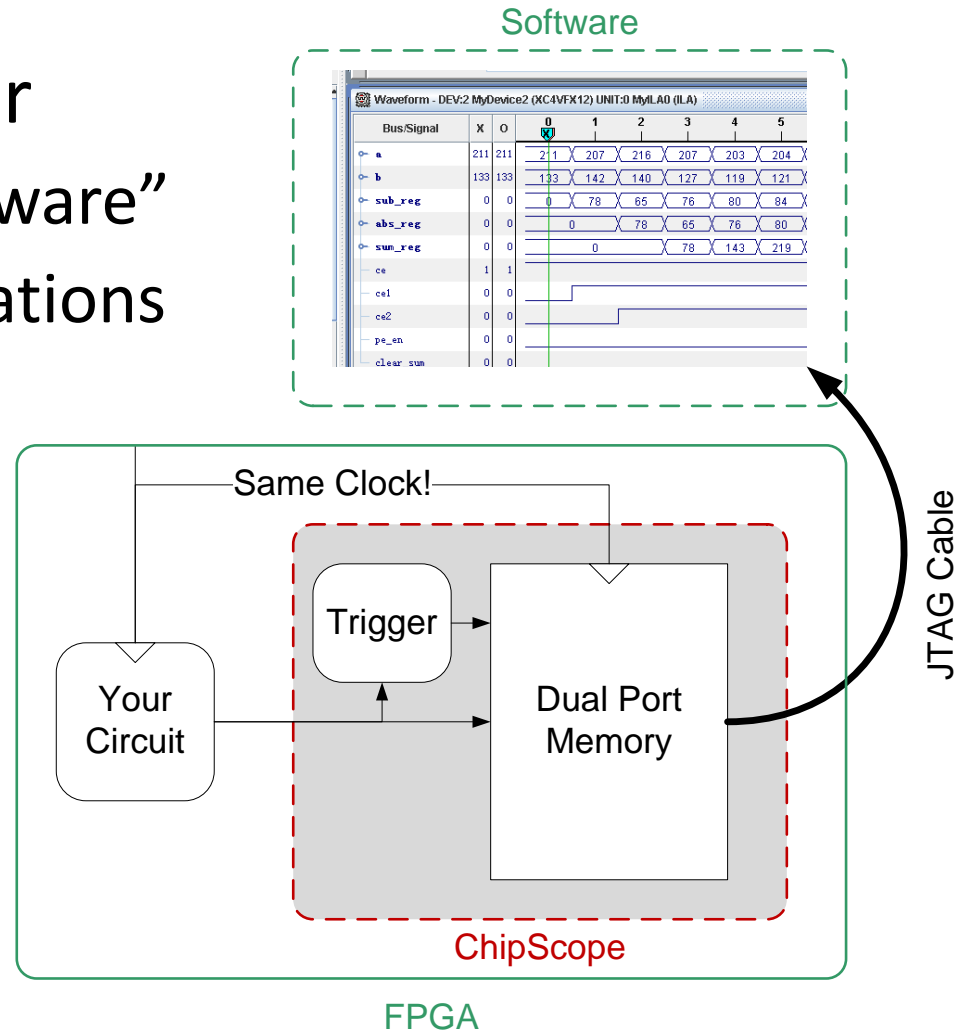 r
ware”
ations
Software
Waveform - DEV:2 MyDevice2 (XC4VFX12) UNIT:0 MyILA0 (ILA)
Bus/Signal X O 0 1 2 3 4 5
X
a 211 211 211 207 216 207 203 204
b 133 133 133 142 140 127 119 121
sub_reg 0 0 0 78 65 76 80 84
abs_reg 0 0 0 78 65 76 80
sum_reg 0 0 0 78 143 219
ce 1 1
ce1 0 0
ce2 0 0
pe_en 0 0
clear_sum 0 0
Same Clock!
Trigger
Your
Circuit
Dual Port
Memory
JTAG Cable
ChipScope
FPGA